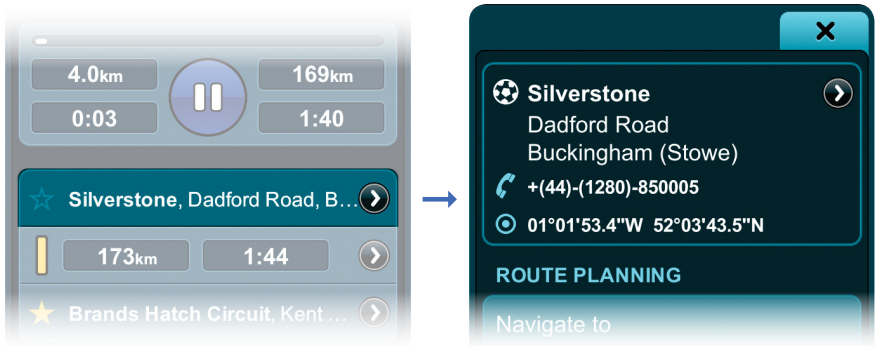 4.0km
169km
0:03
1:40
Silverstone, Dadford Road, B...
173km
1:44
Brands Hatch Circuit, Kent ...
Silverstone
Dadford Road
Buckingham (Stowe)
+(44)-(1280)-850005
01°01'53.4"W 52°03'43.5"N
ROUTE PLANNING
Navigate to